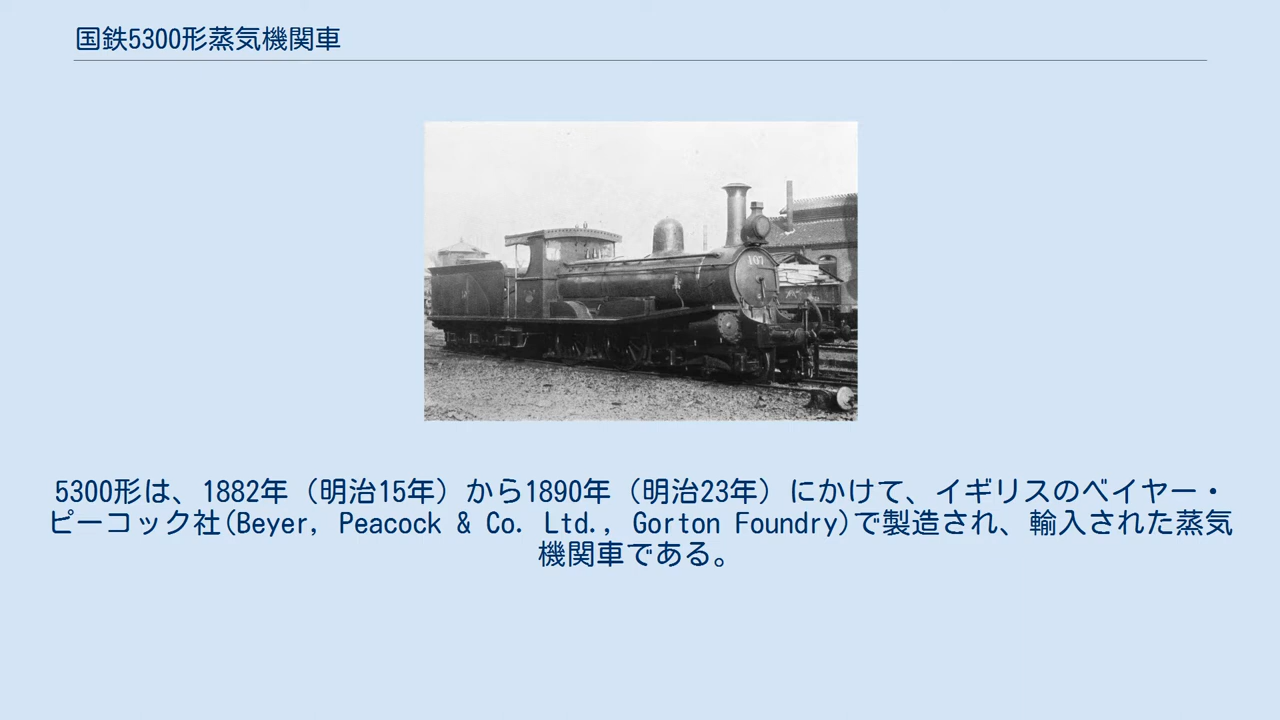 国鉄5300形蒸気機関車
107
5300形は、1882年（明治15年）から1890年（明治23年）にかけて、イギリスのベイヤー・
ピーコック社(Beyer, Peacock & Co. Ltd., Gorton Foundry)で製造され、輸入された蒸気
機関車である。